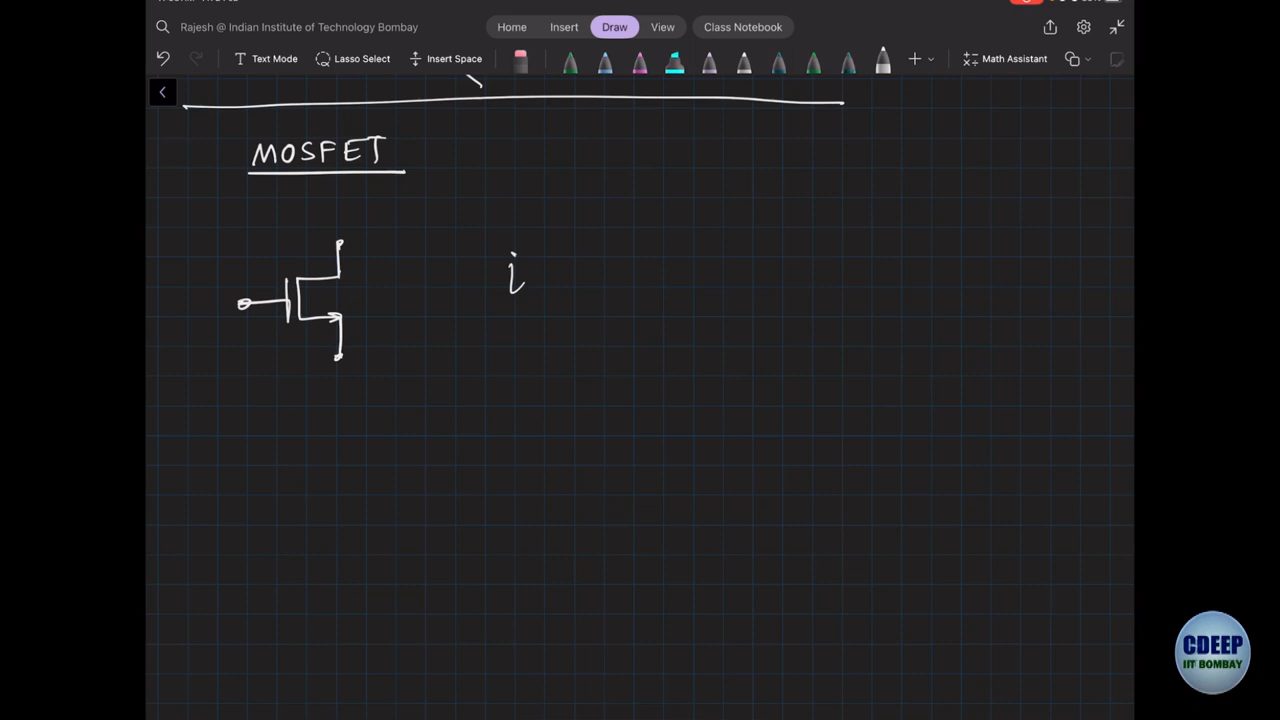 Rajesh @ Indian Institute of Technology Bombay
Home Insert Draw View Class Notebook
Text Mode Lasso Select Insert Space Math Assistant
MOSFET
i
CDEEP
IIT BOMBAY